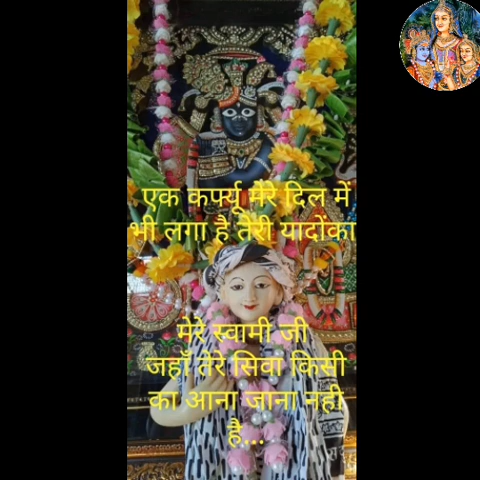 एक कर्फ्यू मेरे दिल में
भी लगा है तेरी यादोंका
मेरे स्वामी जी
जहाँ तेरे सिवा किसी
का आना जाना नही
है...